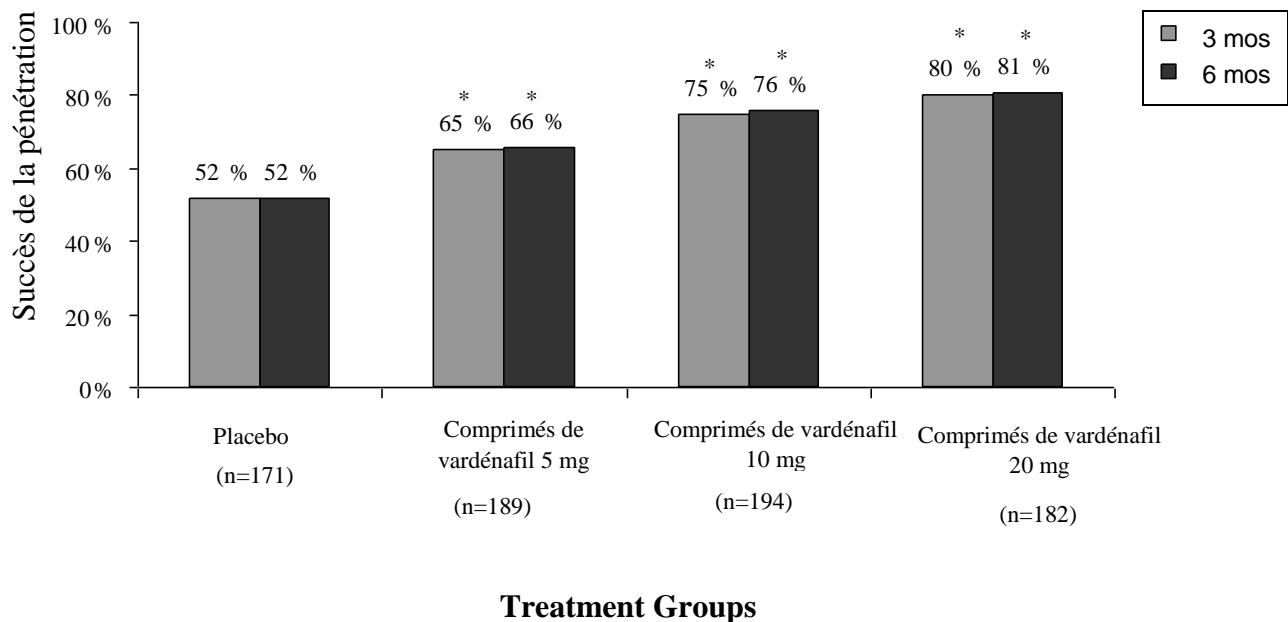 100 %
80 %
60 %
40 %
20 %
0 %
Succès de la pénétration
3 mos
6 mos
52 % 52 %
* *
65 % 66 %
* *
75 % 76 %
* *
80 % 81 %
Placebo
(n=171)
Comprimés de
vardénafil 5 mg
(n=189)
Comprimés de vardénafil
10 mg
(n=194)
Comprimés de vardénafil
20 mg
(n=182)
Treatment Groups